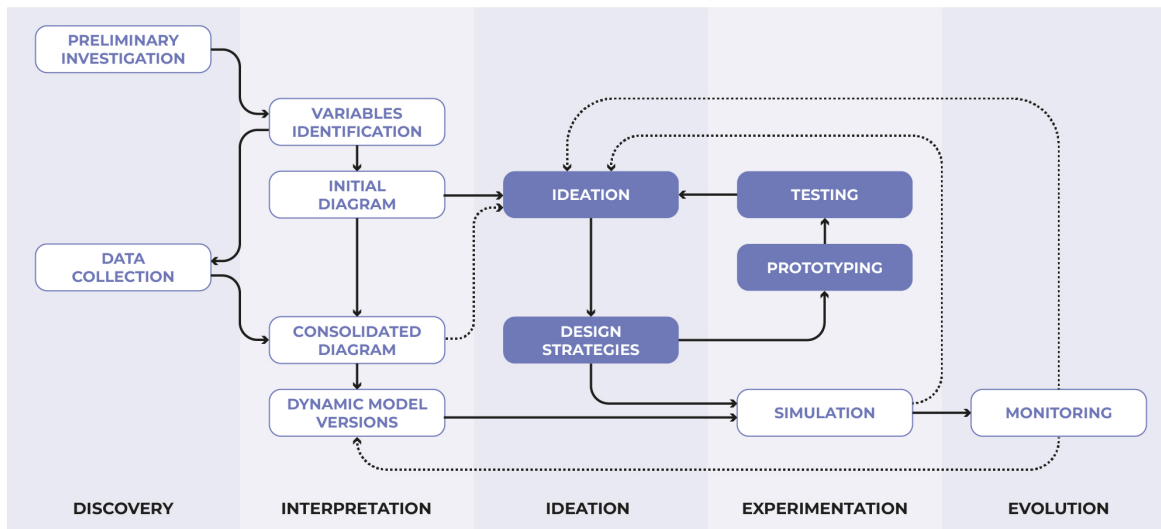 PRELIMINARY
INVESTIGATION
VARIABLES
IDENTIFICATION
INITIAL
DIAGRAM
IDEATION
TESTING
DATA
COLLECTION
PROTOTYPING
CONSOLIDATED
DIAGRAM
DESIGN
STRATEGIES
DYNAMIC MODEL
VERSIONS
SIMULATION
MONITORING
DISCOVERY
INTERPRETATION
IDEATION
EXPERIMENTATION
EVOLUTION